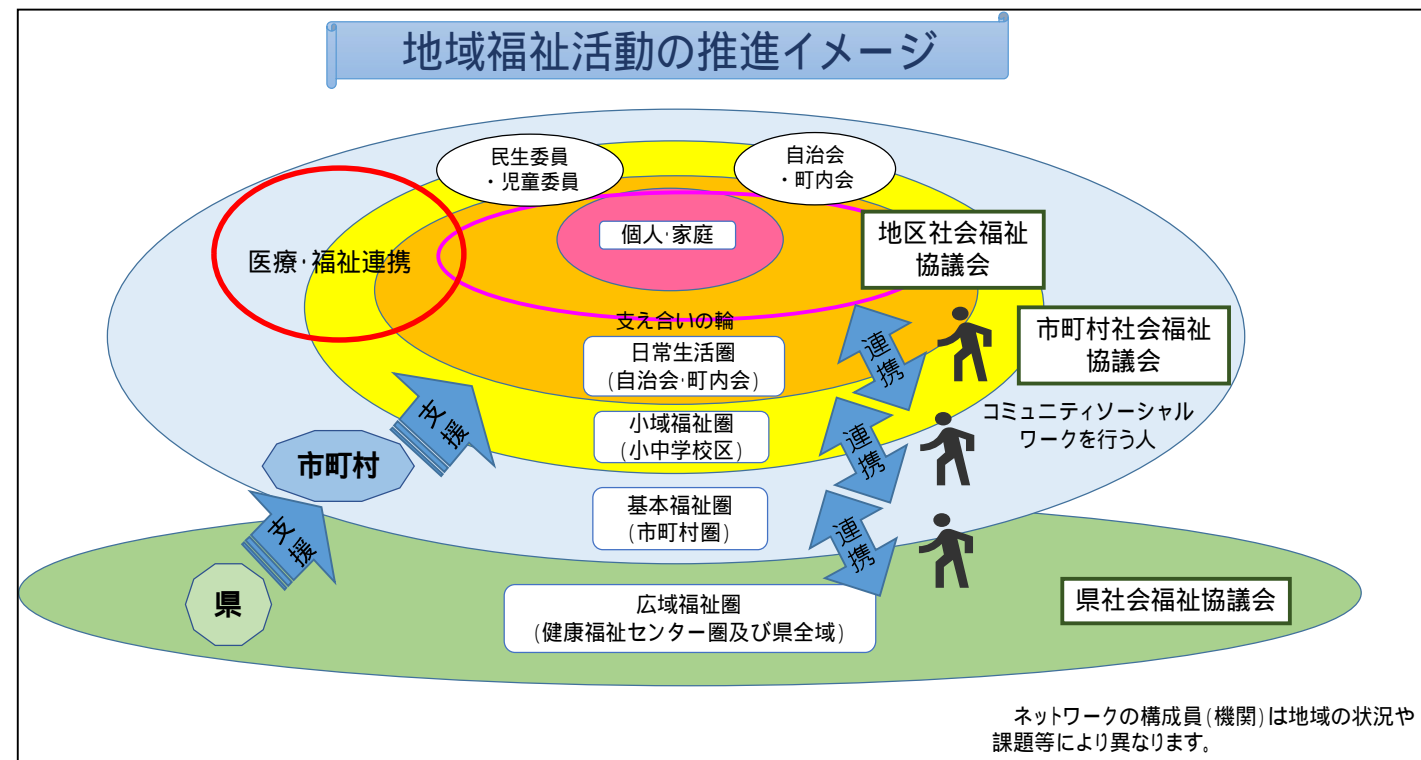 地域福祉活動の推進イメージ
民生委員
・児童委員
自治会
・町内会
個人・家庭
地区社会福祉
協議会
医療・福祉連携
支え合いの輪
日常生活圏
(自治会・町内会)
連携
市町村社会福祉
協議会
支援
小域福祉圏
(小中学校区)
連携
コミュニティソーシャル
ワークを行う人
市町村
基本福祉圏
(市町村圏)
連携
支援
県
広域福祉圏
(健康福祉センター圏及び県全域)
県社会福祉協議会
ネットワークの構成員(機関)は地域の状況や
課題等により異なります。